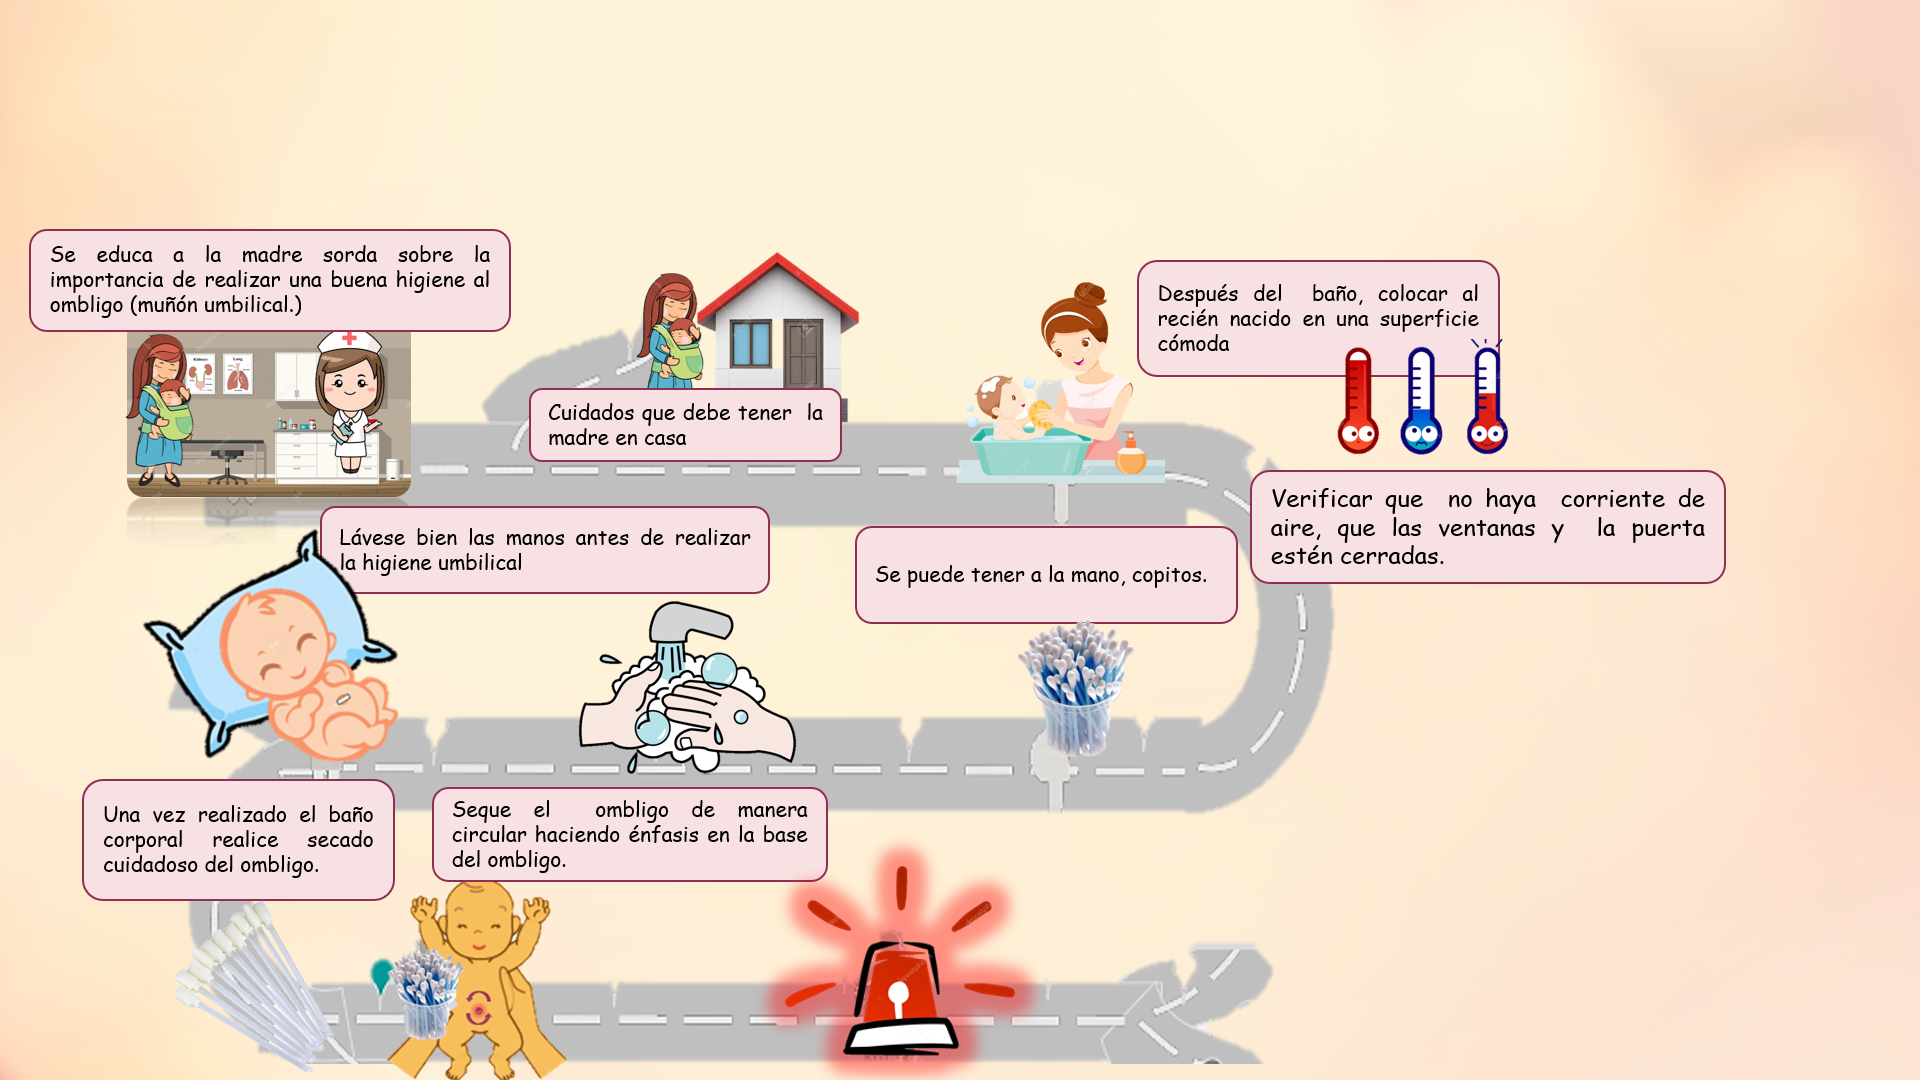 Se educa a la madre sorda sobre la
importancia de realizar una buena higiene al
ombligo (muñón umbilical.)
Cuidados que debe tener la
madre en casa
Después del baño, colocar al
recién nacido en una superficie
cómoda
Verificar que no haya corriente de
aire, que las ventanas y la puerta
estén cerradas.
Se puede tener a la mano, copitos.
Lávese bien las manos antes de realizar
la higiene umbilical
Una vez realizado el baño
corporal realice secado
cuidadoso del ombligo.
Seque el ombligo de manera
circular haciendo énfasis en la base
del ombligo.